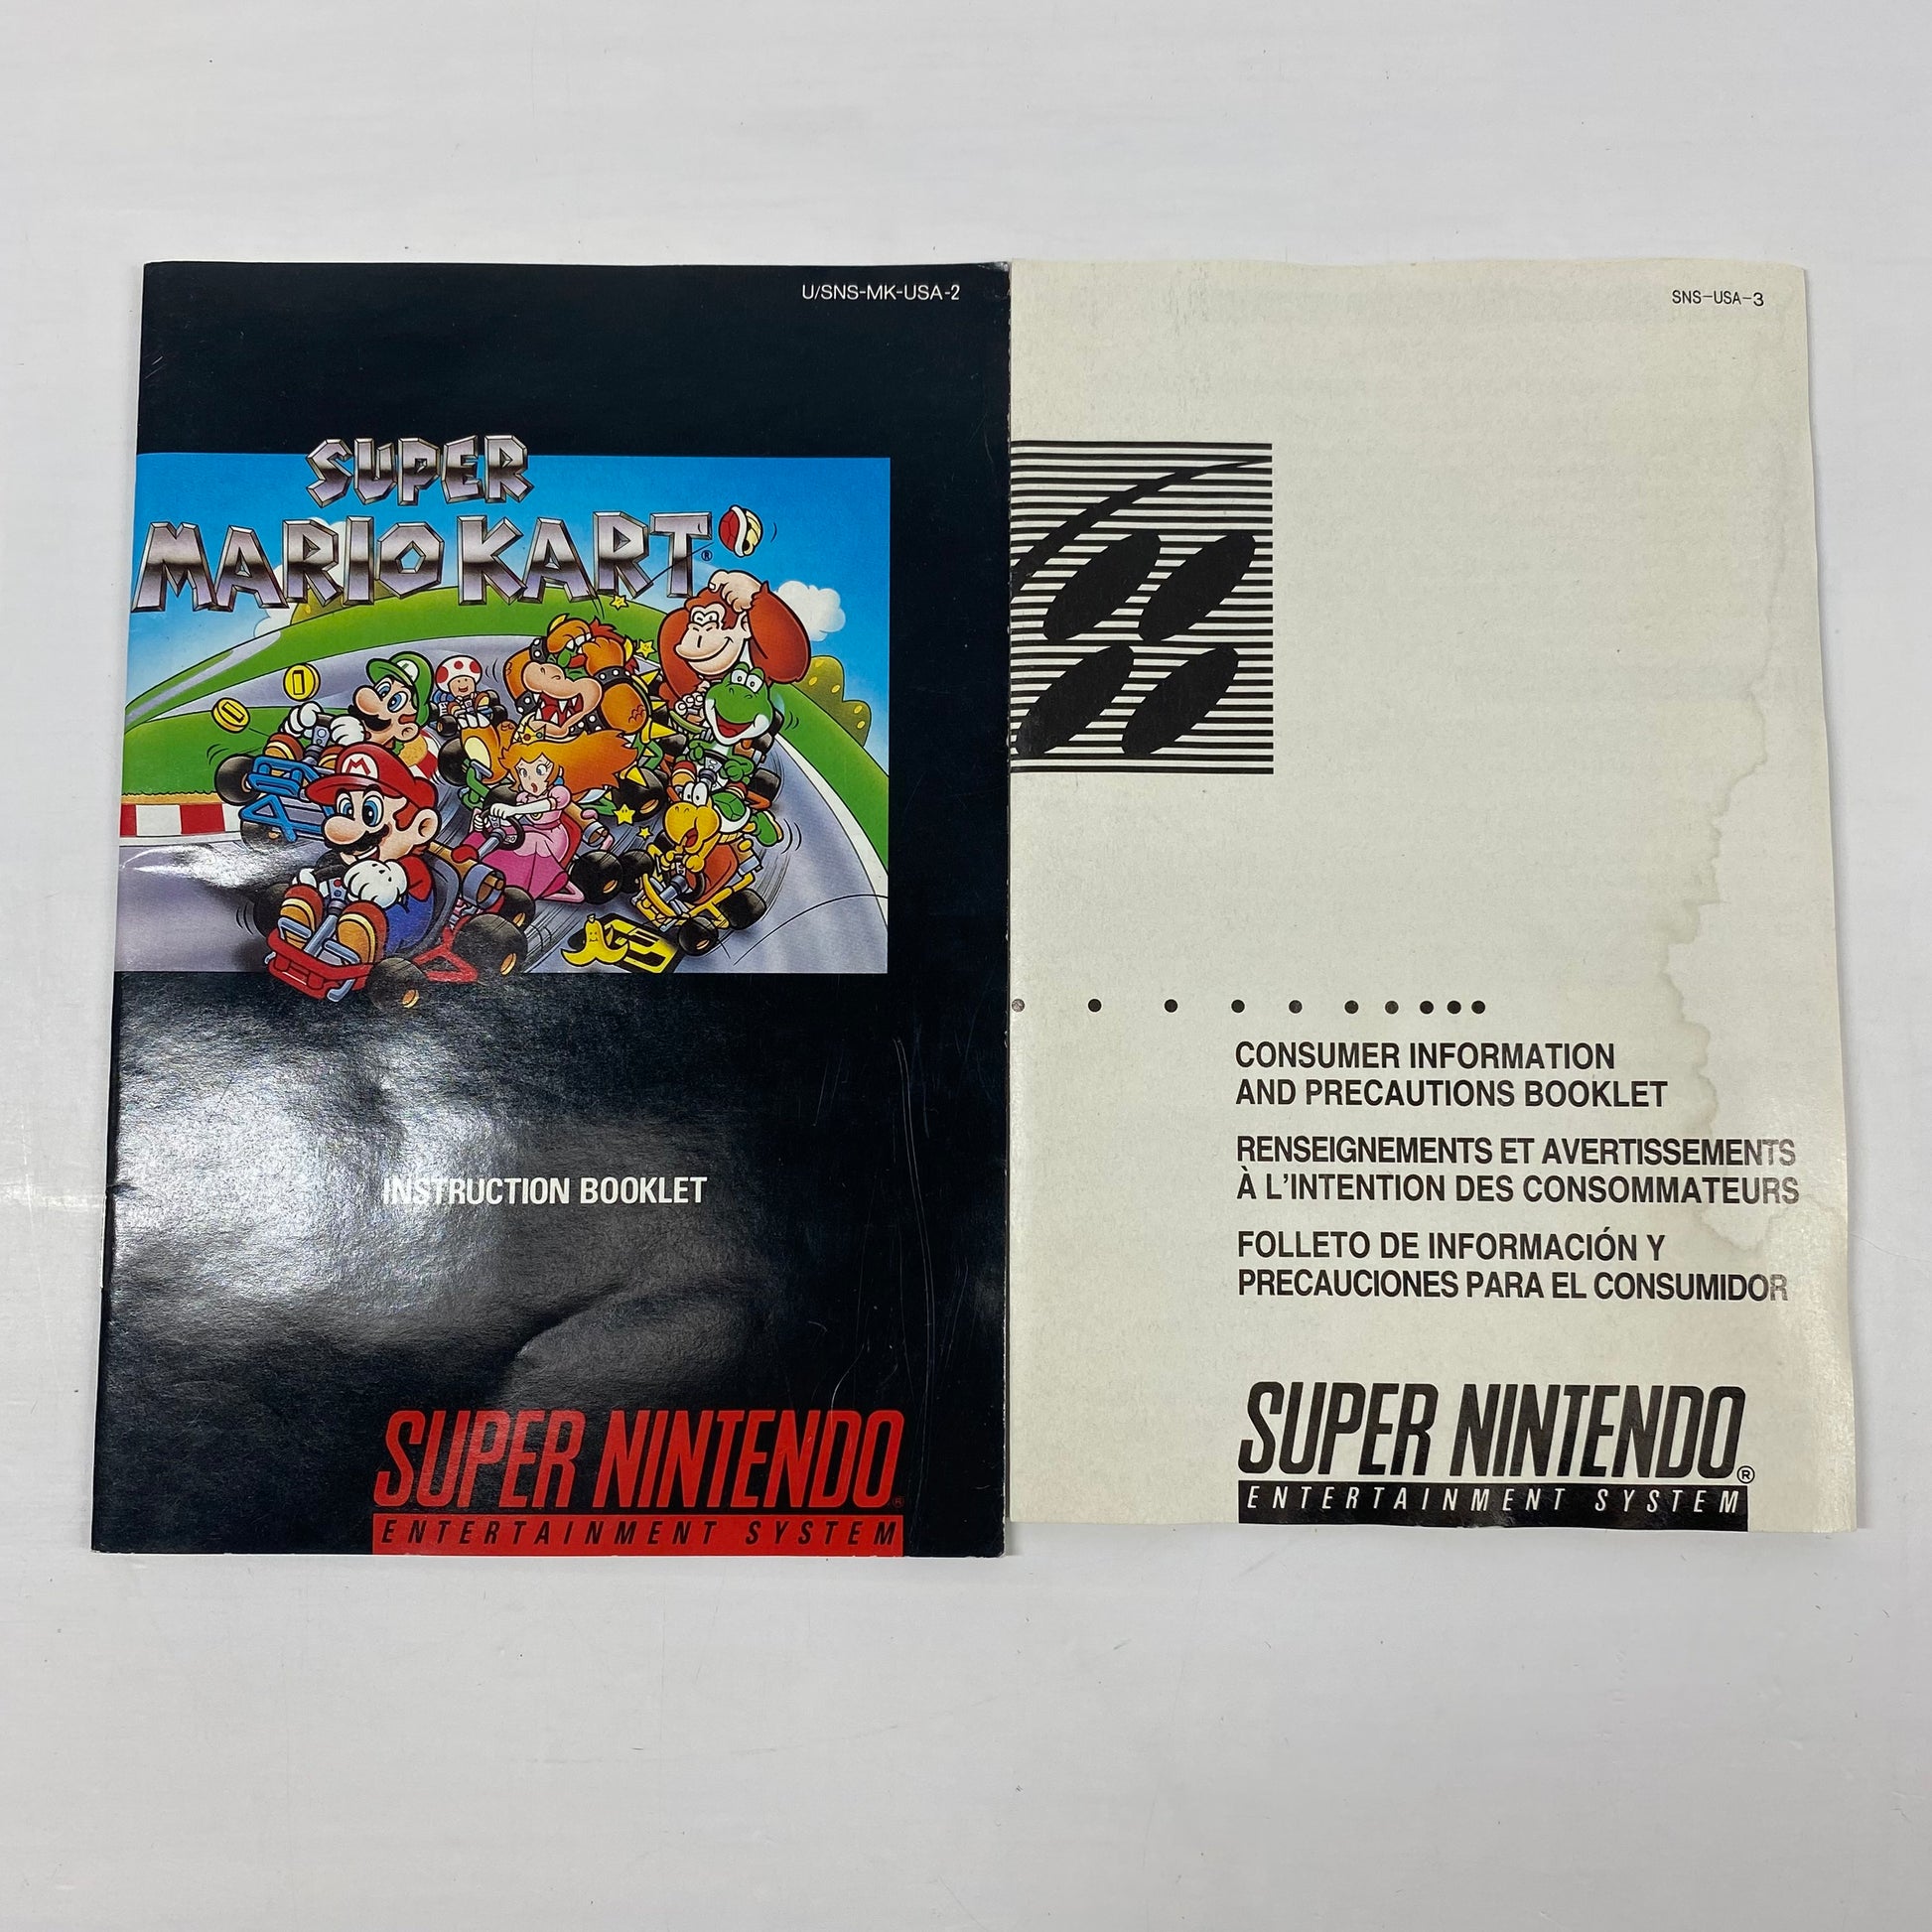 U/SNS-MK-USA-2
SUPER
MARIO KART®
M
INSTRUCTION BOOKLET
SUPER NINTENDO®
ENTERTAINMENT SYSTEM
SNS-USA-3
CONSUMER INFORMATION
AND PRECAUTIONS BOOKLET
RENSEIGNEMENTS ET AVERTISSEMENTS
À L'INTENTION DES CONSOMMATEURS
FOLLETO DE INFORMACIÓN Y
PRECAUCIONES PARA EL CONSUMIDOR
SUPER NINTENDO®
ENTERTAINMENT SYSTEM